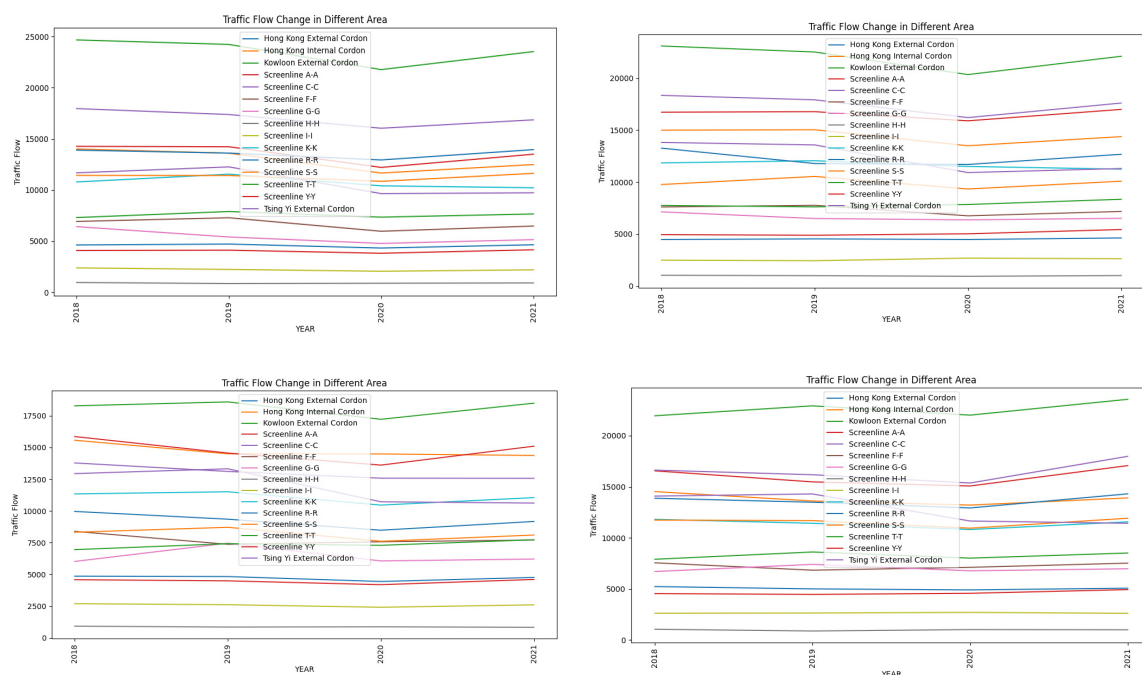 Traffic Flow Change in Different Area
25000
20000
15000
10000
5000
0
Traffic Flow
Hong Kong External Cordon
Hong Kong Internal Cordon
Kowloon External Cordon
Screenline A-A
Screenline C-C
Screenline F-F
Screenline G-G
Screenline H-H
Screenline I-I
Screenline K-K
Screenline R-R
Screenline S-S
Screenline T-T
Screenline Y-Y
Tsing Yi External Cordon
2018
2019
2020
2021
YEAR
Traffic Flow Change in Different Area
20000
15000
10000
5000
0
Traffic Flow
Hong Kong External Cordon
Hong Kong Internal Cordon
Kowloon External Cordon
Screenline A-A
Screenline C-C
Screenline F-F
Screenline G-G
Screenline H-H
Screenline I-I
Screenline K-K
Screenline R-R
Screenline S-S
Screenline T-T
Screenline Y-Y
Tsing Yi External Cordon
2018
2019
2020
2021
YEAR
Traffic Flow Change in Different Area
17500
15000
12500
10000
7500
5000
2500
0
Traffic Flow
Hong Kong External Cordon
Hong Kong Internal Cordon
Kowloon External Cordon
Screenline A-A
Screenline C-C
Screenline F-F
Screenline G-G
Screenline H-H
Screenline I-I
Screenline K-K
Screenline R-R
Screenline S-S
Screenline T-T
Screenline Y-Y
Tsing Yi External Cordon
2018
2019
2020
2021
YEAR
Traffic Flow Change in Different Area
20000
15000
10000
5000
0
Traffic Flow
Hong Kong External Cordon
Hong Kong Internal Cordon
Kowloon External Cordon
Screenline A-A
Screenline C-C
Screenline F-F
Screenline G-G
Screenline H-H
Screenline I-I
Screenline K-K
Screenline R-R
Screenline S-S
Screenline T-T
Screenline Y-Y
Tsing Yi External Cordon
2018
2019
2020
2021
YEAR